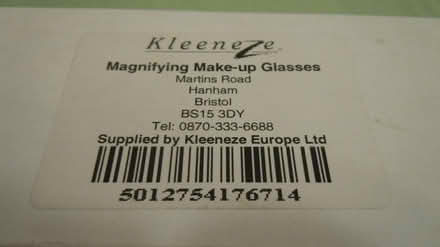 Kleeneze
Magnifying Make-up Glasses
Martins Road
Hanham
Bristol
BS15 3DY
Tel: 0870-333-6688
Supplied by Kleeneze Europe Ltd
5012754176714